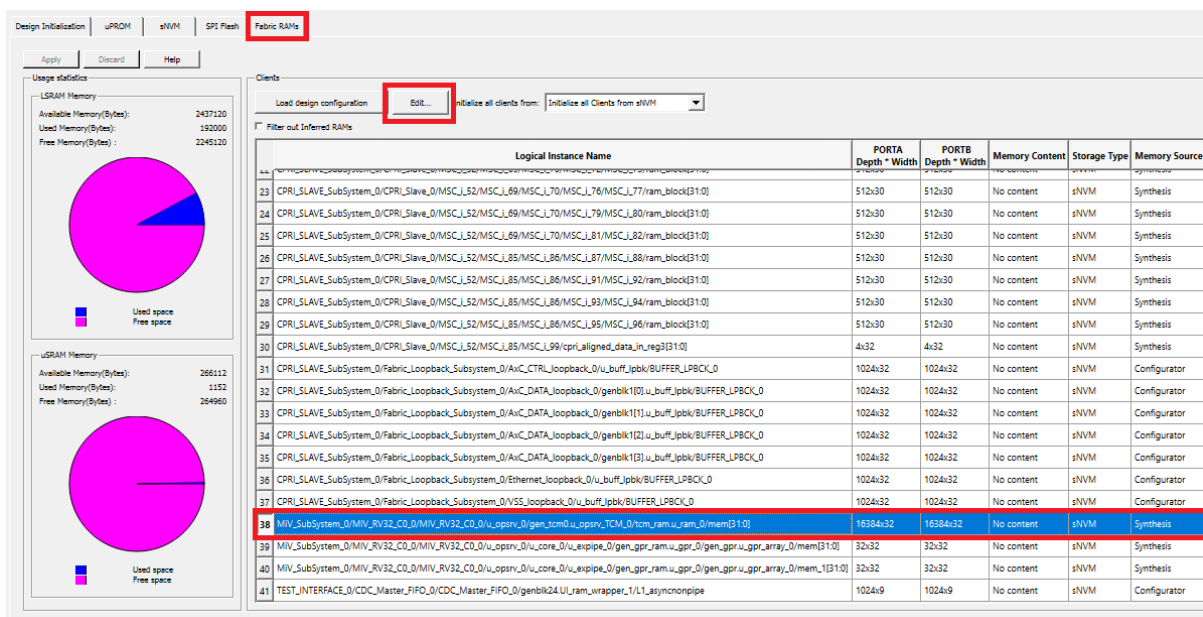 Design Initialization uPROM sNVM SPI Flash Fabric RAMs
Apply Discard Help
Usage statistics
LSRAM Memory
Available Memory(Bytes): 2437120
Used Memory(Bytes): 192000
Free Memory(Bytes) : 2245120
Used space
Free space
uSRAM Memory
Available Memory(Bytes): 266112
Used Memory(Bytes): 1152
Free Memory(Bytes) : 264960
Used space
Free space
Clients
Load design configuration Edit... Initialize all clients from: Initialize all Clients from sNVM
Filter out Inferred RAMs
Logical Instance Name PORTA Depth * Width PORTB Depth * Width Memory Content Storage Type Memory Source
23 CPRI_SLAVE_SubSystem_0/CPRI_Slave_0/MSC_i_52/MSC_i_69/MSC_i_70/MSC_i_76/MSC_i_77/ram_block[31:0] 512x30 512x30 No content sNVM Synthesis
24 CPRI_SLAVE_SubSystem_0/CPRI_Slave_0/MSC_i_52/MSC_i_69/MSC_i_70/MSC_i_79/MSC_i_80/ram_block[31:0] 512x30 512x30 No content sNVM Synthesis
25 CPRI_SLAVE_SubSystem_0/CPRI_Slave_0/MSC_i_52/MSC_i_69/MSC_i_70/MSC_i_81/MSC_i_82/ram_block[31:0] 512x30 512x30 No content sNVM Synthesis
26 CPRI_SLAVE_SubSystem_0/CPRI_Slave_0/MSC_i_52/MSC_i_85/MSC_i_86/MSC_i_87/MSC_i_88/ram_block[31:0] 512x30 512x30 No content sNVM Synthesis
27 CPRI_SLAVE_SubSystem_0/CPRI_Slave_0/MSC_i_52/MSC_i_85/MSC_i_86/MSC_i_91/MSC_i_92/ram_block[31:0] 512x30 512x30 No content sNVM Synthesis
28 CPRI_SLAVE_SubSystem_0/CPRI_Slave_0/MSC_i_52/MSC_i_85/MSC_i_86/MSC_i_93/MSC_i_94/ram_block[31:0] 512x30 512x30 No content sNVM Synthesis
29 CPRI_SLAVE_SubSystem_0/CPRI_Slave_0/MSC_i_52/MSC_i_85/MSC_i_86/MSC_i_95/MSC_i_96/ram_block[31:0] 512x30 512x30 No content sNVM Synthesis
30 CPRI_SLAVE_SubSystem_0/CPRI_Slave_0/MSC_i_52/MSC_i_85/MSC_i_99/cpri_aligned_data_in_reg3[31:0] 4x32 4x32 No content sNVM Synthesis
31 CPRI_SLAVE_SubSystem_0/Fabric_Loopback_Subsystem_0/AxC_CTRL_loopback_0/u_buff_lpbk/BUFFER_LPBCK_0 1024x32 1024x32 No content sNVM Configurator
32 CPRI_SLAVE_SubSystem_0/Fabric_Loopback_Subsystem_0/AxC_DATA_loopback_0/genblk1[0].u_buff_lpbk/BUFFER_LPBCK_0 1024x32 1024x32 No content sNVM Configurator
33 CPRI_SLAVE_SubSystem_0/Fabric_Loopback_Subsystem_0/AxC_DATA_loopback_0/genblk1[1].u_buff_lpbk/BUFFER_LPBCK_0 1024x32 1024x32 No content sNVM Configurator
34 CPRI_SLAVE_SubSystem_0/Fabric_Loopback_Subsystem_0/AxC_DATA_loopback_0/genblk1[2].u_buff_lpbk/BUFFER_LPBCK_0 1024x32 1024x32 No content sNVM Configurator
35 CPRI_SLAVE_SubSystem_0/Fabric_Loopback_Subsystem_0/AxC_DATA_loopback_0/genblk1[3].u_buff_lpbk/BUFFER_LPBCK_0 1024x32 1024x32 No content sNVM Configurator
36 CPRI_SLAVE_SubSystem_0/Fabric_Loopback_Subsystem_0/Ethernet_loopback_0/u_buff_lpbk/BUFFER_LPBCK_0 1024x32 1024x32 No content sNVM Configurator
37 CPRI_SLAVE_SubSystem_0/Fabric_Loopback_Subsystem_0/VSS_loopback_0/u_buff_lpbk/BUFFER_LPBCK_0 1024x32 1024x32 No content sNVM Configurator
38 MiV_SubSystem_0/MIV_RV32_C0_0/MIV_RV32_C0_0/u_opsrv_0/gen_tcm0.u_opsrv_TCM_0/tcm_ram.u_ram_0/mem[31:0] 16384x32 16384x32 No content sNVM Synthesis
39 MiV_SubSystem_0/MIV_RV32_C0_0/MIV_RV32_C0_0/u_opsrv_0/u_core_0/u_expipe_0/gen_gpr_ram.u_gpr_0/gen_gpr.u_gpr_array_0/mem[31:0] 32x32 32x32 No content sNVM Synthesis
40 MiV_SubSystem_0/MIV_RV32_C0_0/MIV_RV32_C0_0/u_opsrv_0/u_core_0/u_expipe_0/gen_gpr_ram.u_gpr_0/gen_gpr.u_gpr_array_0/mem_1[31:0] 32x32 32x32 No content sNVM Synthesis
41 TEST_INTERFACE_0/CDC_Master_FIFO_0/CDC_Master_FIFO_0/genblk24.UI_ram_wrapper_1/L1_asyncnonpipe 1024x9 1024x9 No content sNVM Configurator